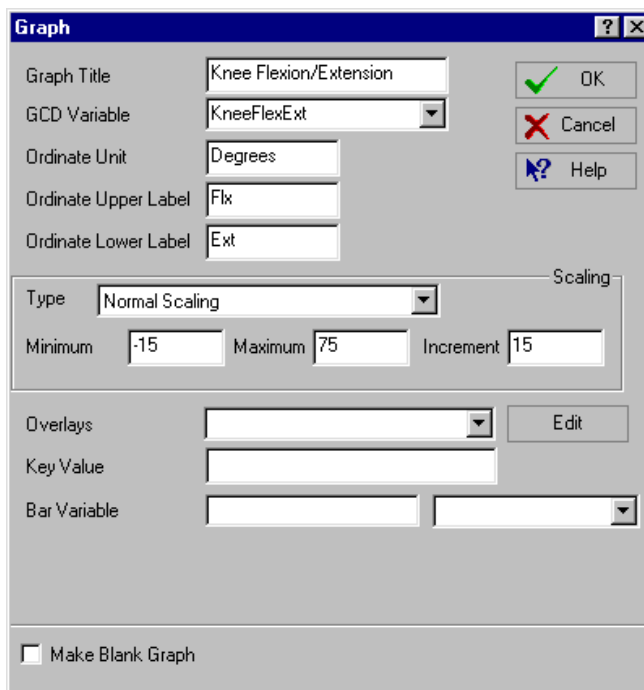 Graph
Graph Title Knee Flexion/Extension OK
GCD Variable KneeFlexExt Cancel
Ordinate Unit Degrees Help
Ordinate Upper Label Flx
Ordinate Lower Label Ext
Scaling
Type Normal Scaling
Minimum -15 Maximum 75 Increment 15
Overlays Edit
Key Value
Bar Variable
Make Blank Graph